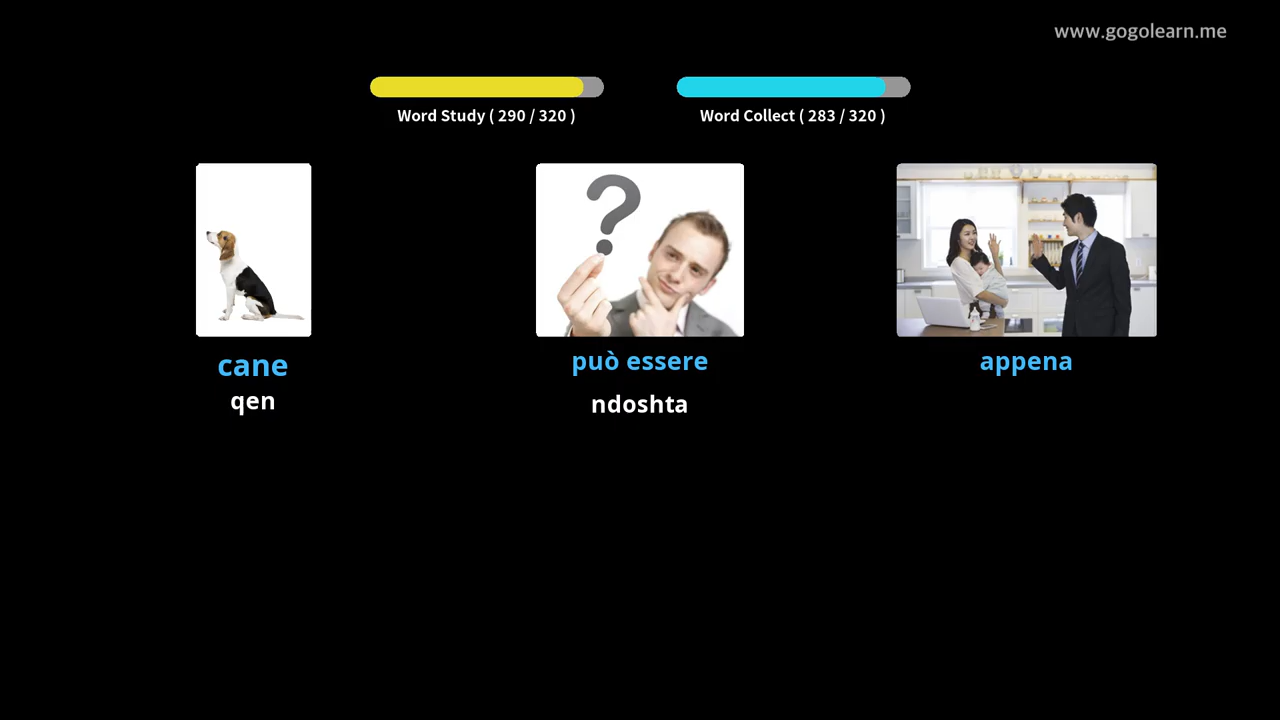 www.gogolearn.me
Word Study ( 290 / 320 )
Word Collect ( 283 / 320 )
cane
qen
può essere
ndoshta
appena